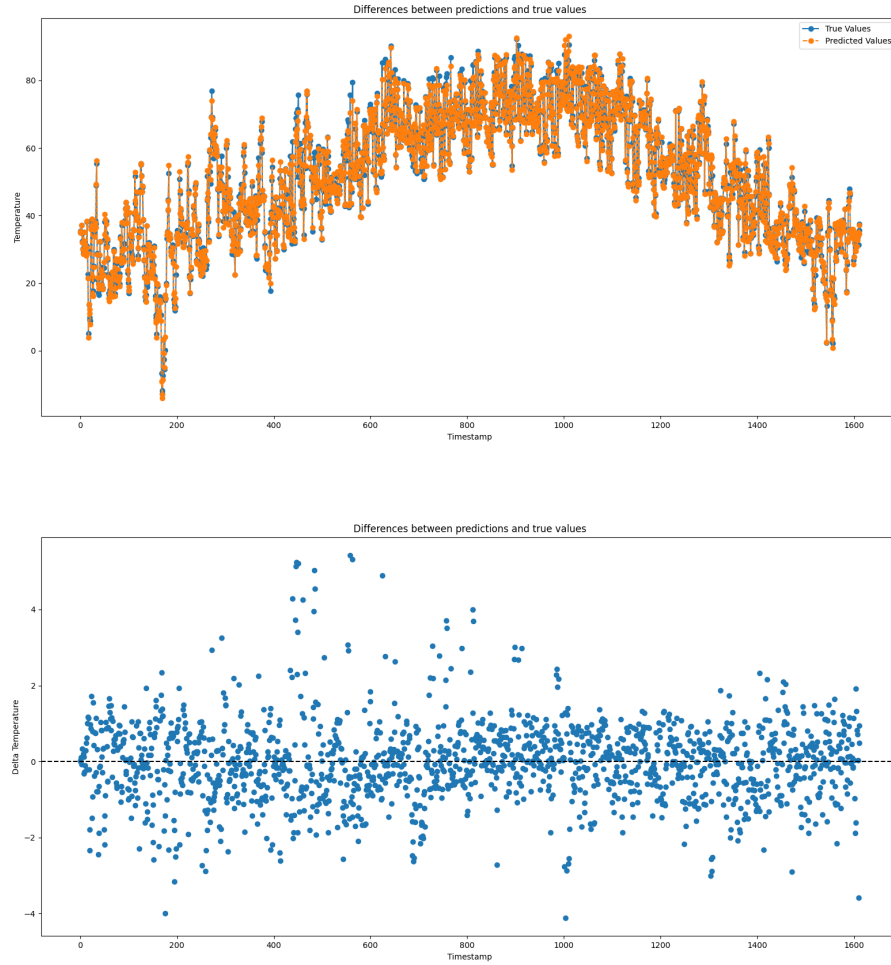 Differences between predictions and true values
True Values
Predicted Values
80
60
40
20
0
Temperature
0 200 400 600 800 1000 1200 1400 1600
Timestamp
Differences between predictions and true values
4
2
0
−2
−4
Delta Temperature
0 200 400 600 800 1000 1200 1400 1600
Timestamp